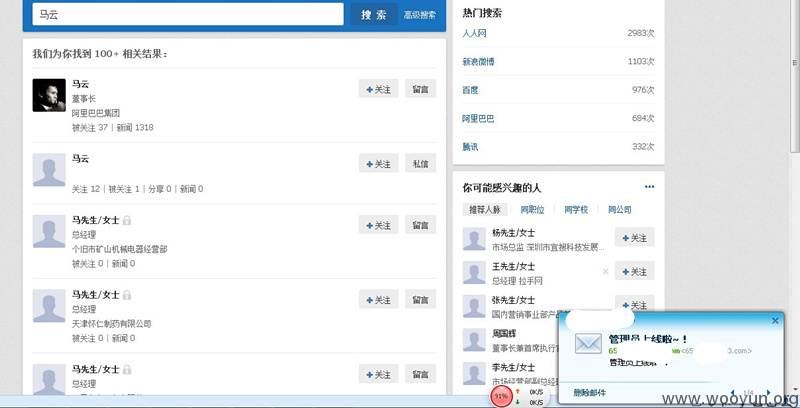 马云
搜 索
高级搜索
我们为你找到 100+ 相关结果：
马云
董事长
阿里巴巴集团
被关注 37 | 新闻 1318
+ 关注
留言
马云
关注 12 | 被关注 1 | 分享 0 | 新闻 0
+ 关注
私信
马先生/女士
总经理
个旧市矿山机械电器经营部
被关注 0 | 新闻 0
+ 关注
留言
马先生/女士
总经理
天津怀仁制药有限公司
被关注 0 | 新闻 0
+ 关注
留言
马先生/女士
总经理
+ 关注
留言
热门搜索
人人网 2983次
新浪微博 1103次
百度 976次
阿里巴巴 684次
腾讯 332次
你可能感兴趣的人
推荐人脉 | 同职位 | 同学校 | 同公司
杨先生/女士
市场总监 深圳市宜搜科技发展...
+ 关注
王先生/女士
总经理 拉手网
+ 关注
张先生/女士
国内营销事业部产品
+ 关注
周国辉
董事长兼首席执行官
李先生/女士
市场经营部副总经
管理员上线啦~！
65
<65
3.com>
管理员上线啦~！
删除邮件
1/4
91%
0K/S
0K/S
www.wooyun.org